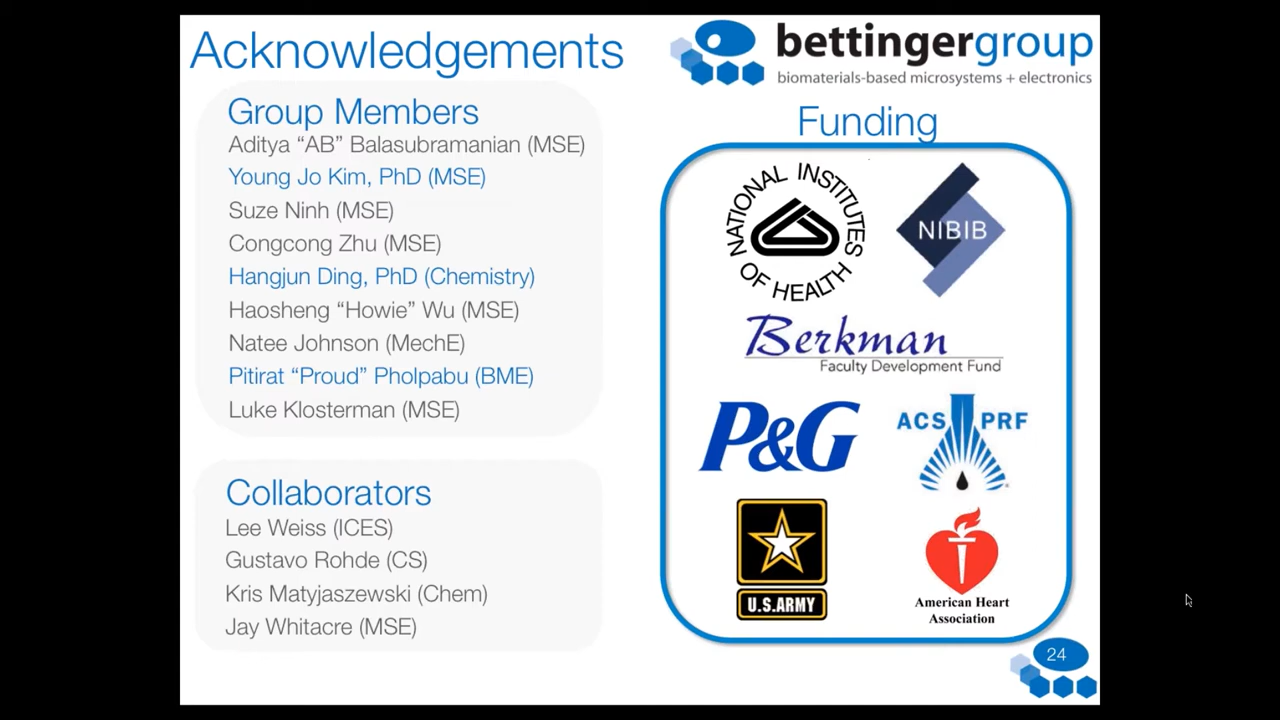 Acknowledgements
bettingergroup
biomaterials-based microsystems + electronics
Group Members
Aditya “AB” Balasubramanian (MSE)
Young Jo Kim, PhD (MSE)
Suze Ninh (MSE)
Congcong Zhu (MSE)
Hangjun Ding, PhD (Chemistry)
Haosheng “Howie” Wu (MSE)
Natee Johnson (MechE)
Pitirat “Proud” Pholpabu (BME)
Luke Klosterman (MSE)
Collaborators
Lee Weiss (ICES)
Gustavo Rohde (CS)
Kris Matyjaszewski (Chem)
Jay Whitacre (MSE)
Funding
NATIONAL INSTITUTES OF HEALTH
NIBIB
Berkman
Faculty Development Fund
P&G
ACS PRF
U.S.ARMY
American Heart
Association
24